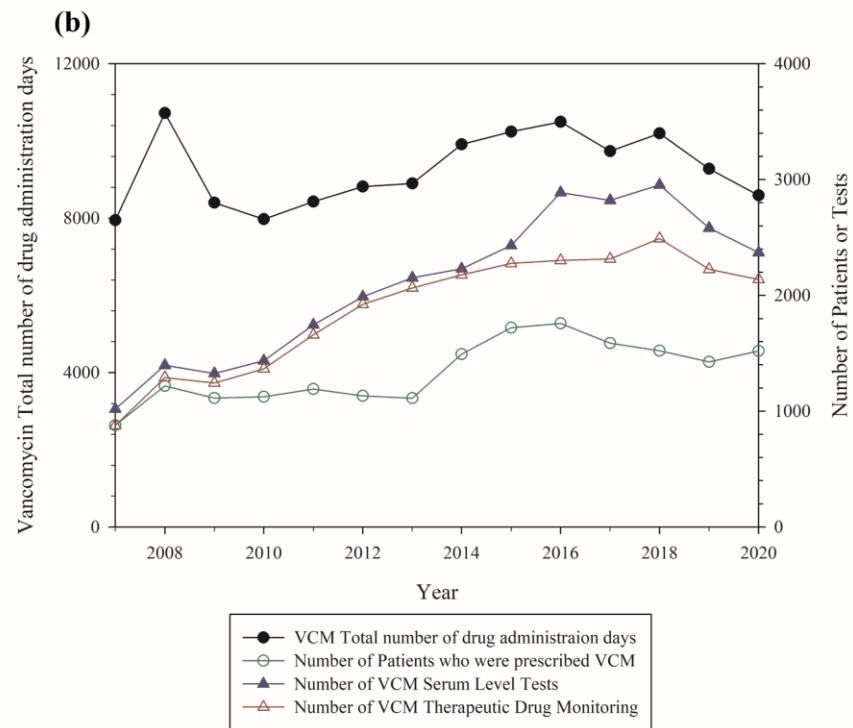 (b)
Vancomycin Total number of drug administration days
12000
8000
4000
0
4000
3000
2000
1000
0
Number of Patients or Tests
2008 2010 2012 2014 2016 2018 2020
Year
VCM Total number of drug administraion days
Number of Patients who were prescribed VCM
Number of VCM Serum Level Tests
Number of VCM Therapeutic Drug Monitoring